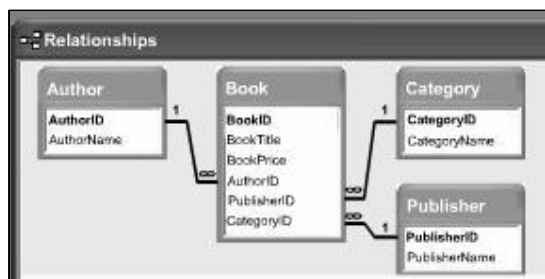 Relationships
Author
AuthorID
AuthorName
1
∞
Book
BookID
BookTitle
BookPrice
AuthorID
PublisherID
CategoryID
∞
∞
1
1
Category
CategoryID
CategoryName
Publisher
PublisherID
PublisherName